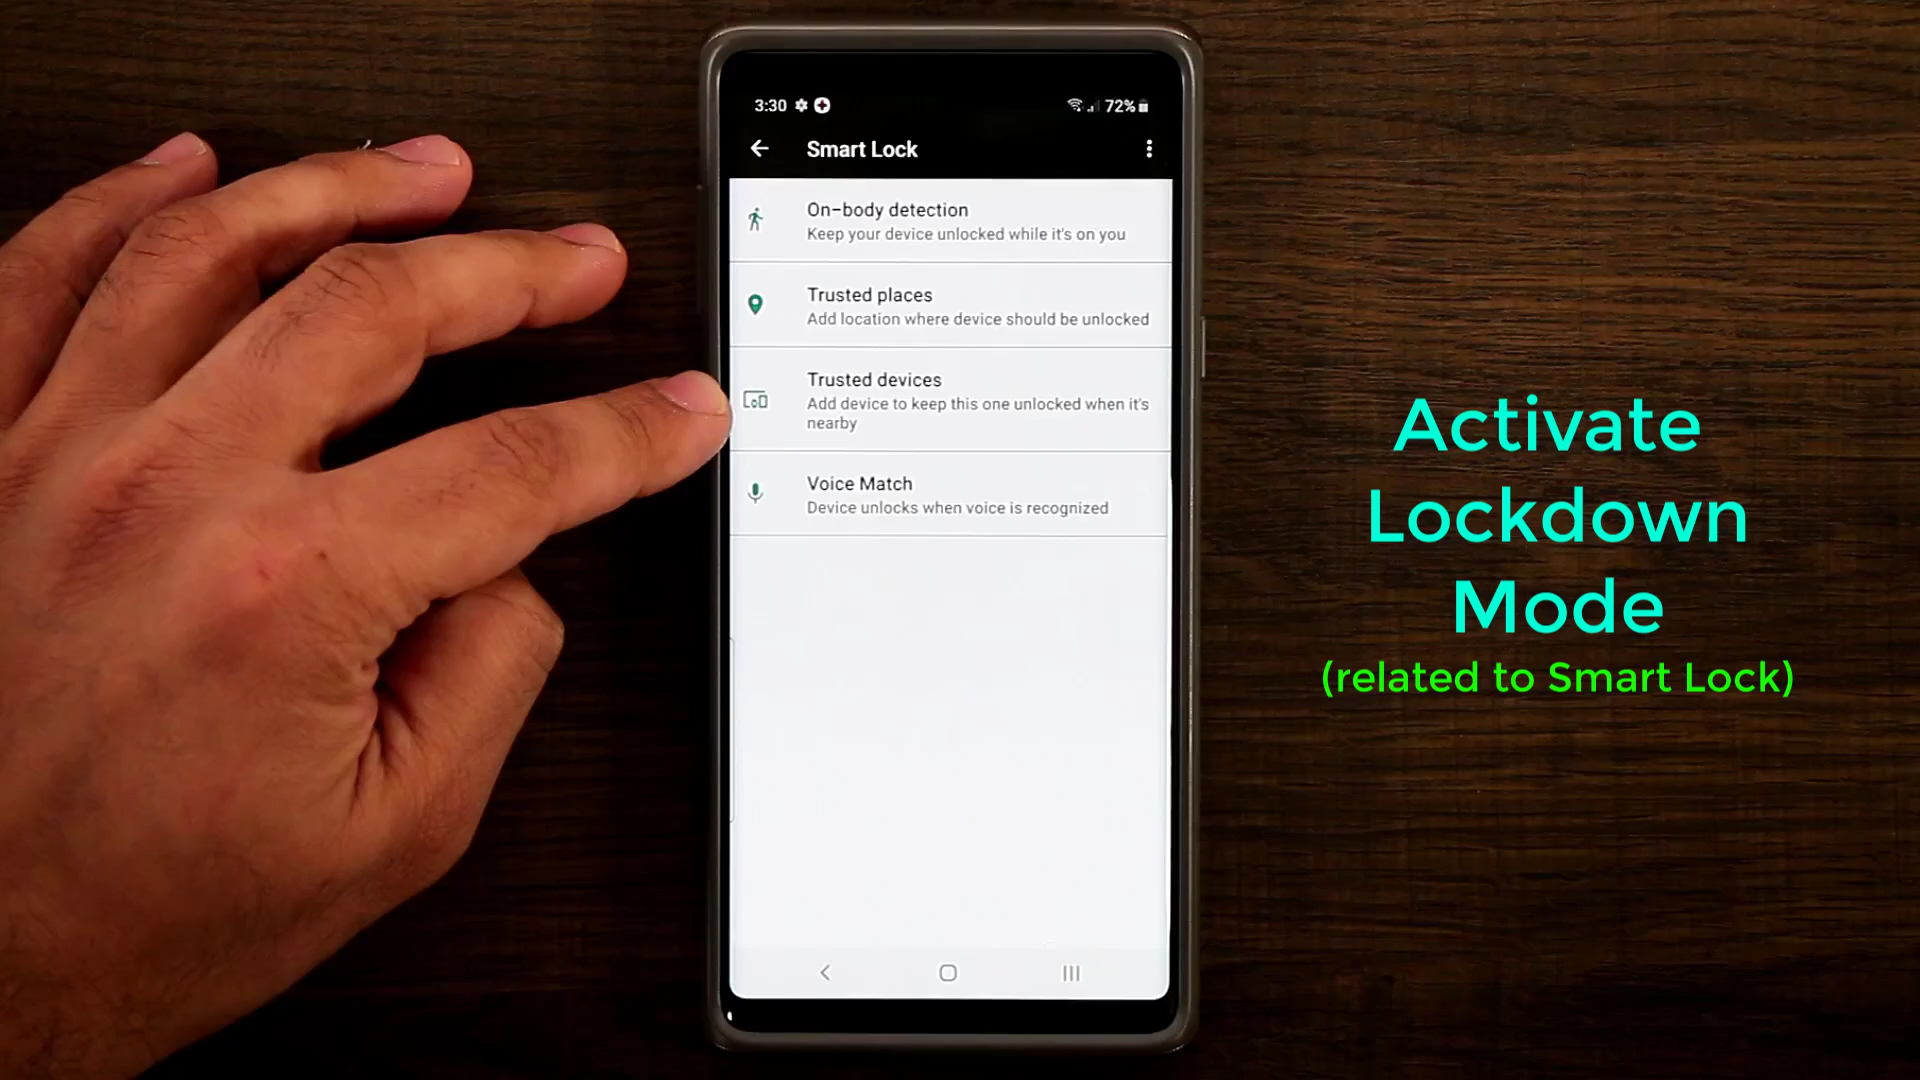 3:30 72%
Smart Lock
On-body detection
Keep your device unlocked while it's on you
Trusted places
Add location where device should be unlocked
Trusted devices
Add device to keep this one unlocked when it's
nearby
Voice Match
Device unlocks when voice is recognized
Activate
Lockdown
Mode
(related to Smart Lock)